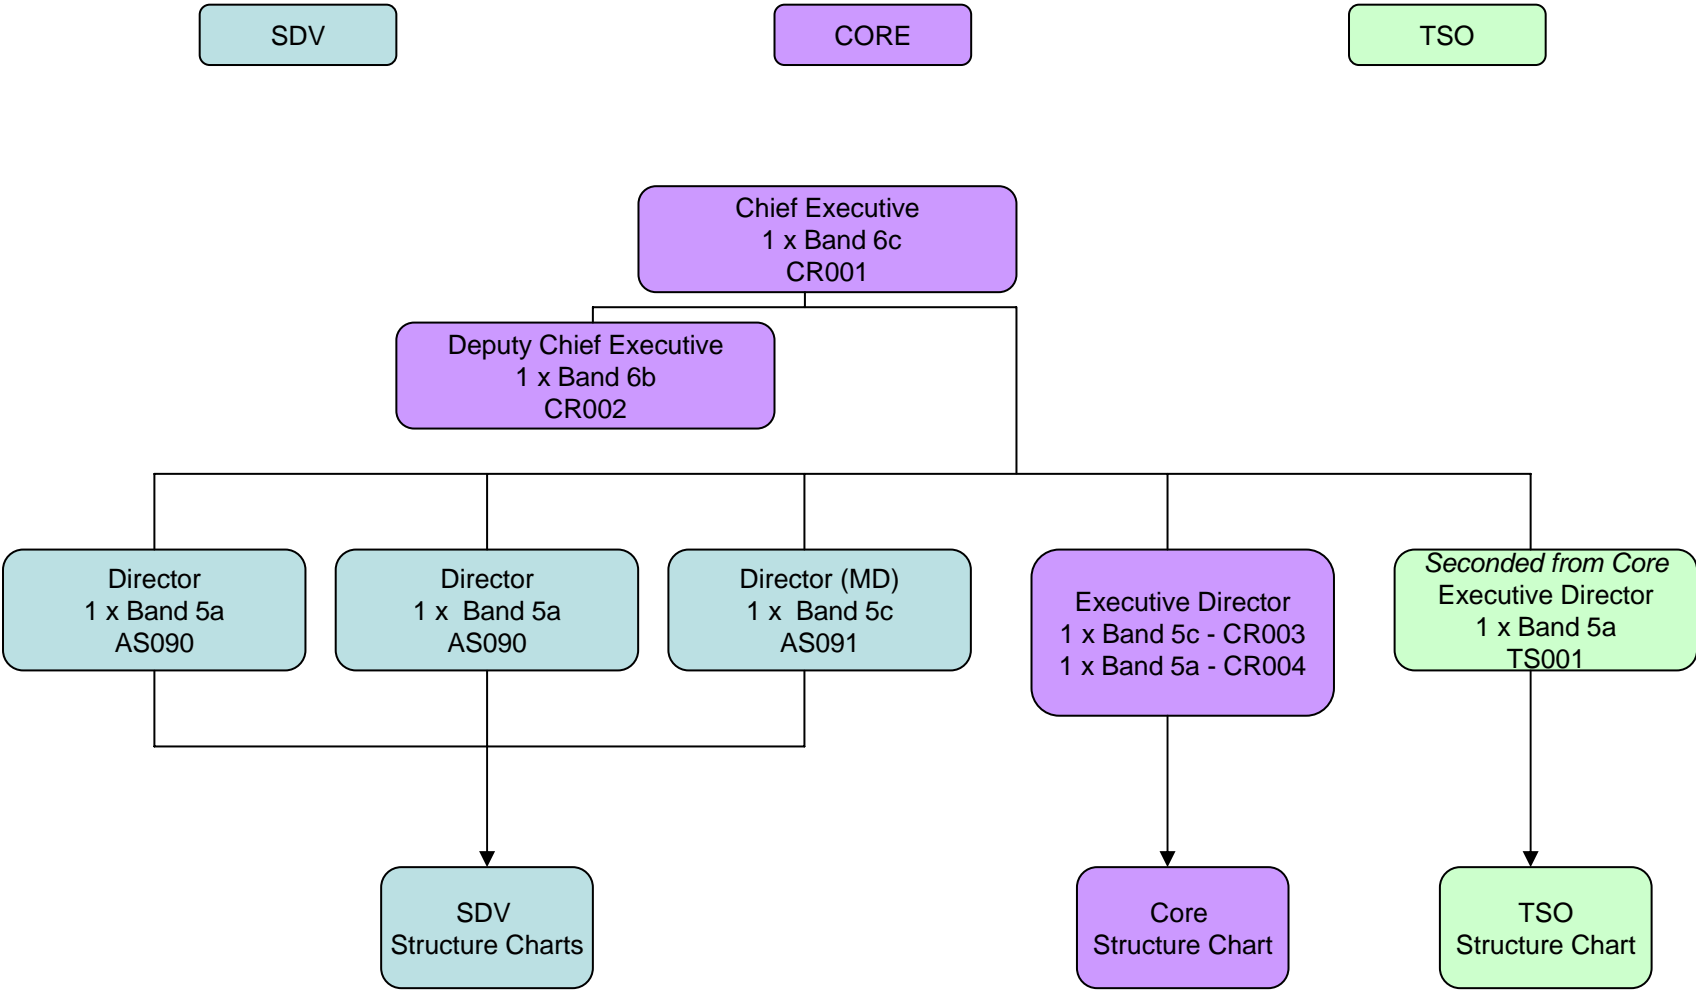 SDV
CORE
TSO
Chief Executive
1 x Band 6c
CR001
Deputy Chief Executive
1 x Band 6b
CR002
Director
1 x Band 5a
AS090
Director
1 x  Band 5a
AS090
Director (MD)
1 x  Band 5c
AS091
Executive Director
1 x Band 5c - CR003
1 x Band 5a - CR004
Seconded from Core
Executive Director
1 x Band 5a
TS001
SDV
Structure Charts
Core
Structure Chart
TSO
Structure Chart